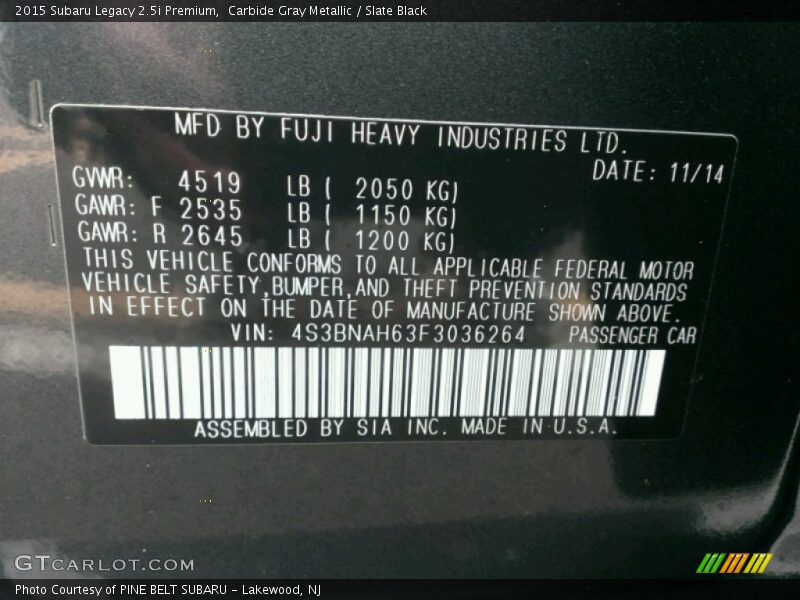 2015 Subaru Legacy 2.5i Premium,  Carbide Gray Metallic / Slate Black
MFD BY FUJI HEAVY INDUSTRIES LTD.
DATE: 11/14
GVWR: 4519 LB ( 2050 KG)
GAWR: F 2535 LB ( 1150 KG)
GAWR: R 2645 LB ( 1200 KG)
THIS VEHICLE CONFORMS TO ALL APPLICABLE FEDERAL MOTOR
VEHICLE SAFETY,BUMPER,AND THEFT PREVENTION STANDARDS
IN EFFECT ON THE DATE OF MANUFACTURE SHOWN ABOVE.
VIN: 4S3BNAH63F3036264 PASSENGER CAR
ASSEMBLED BY SIA INC. MADE IN U.S.A.
GTCARLOT.COM
Photo Courtesy of PINE BELT SUBARU - Lakewood, NJ